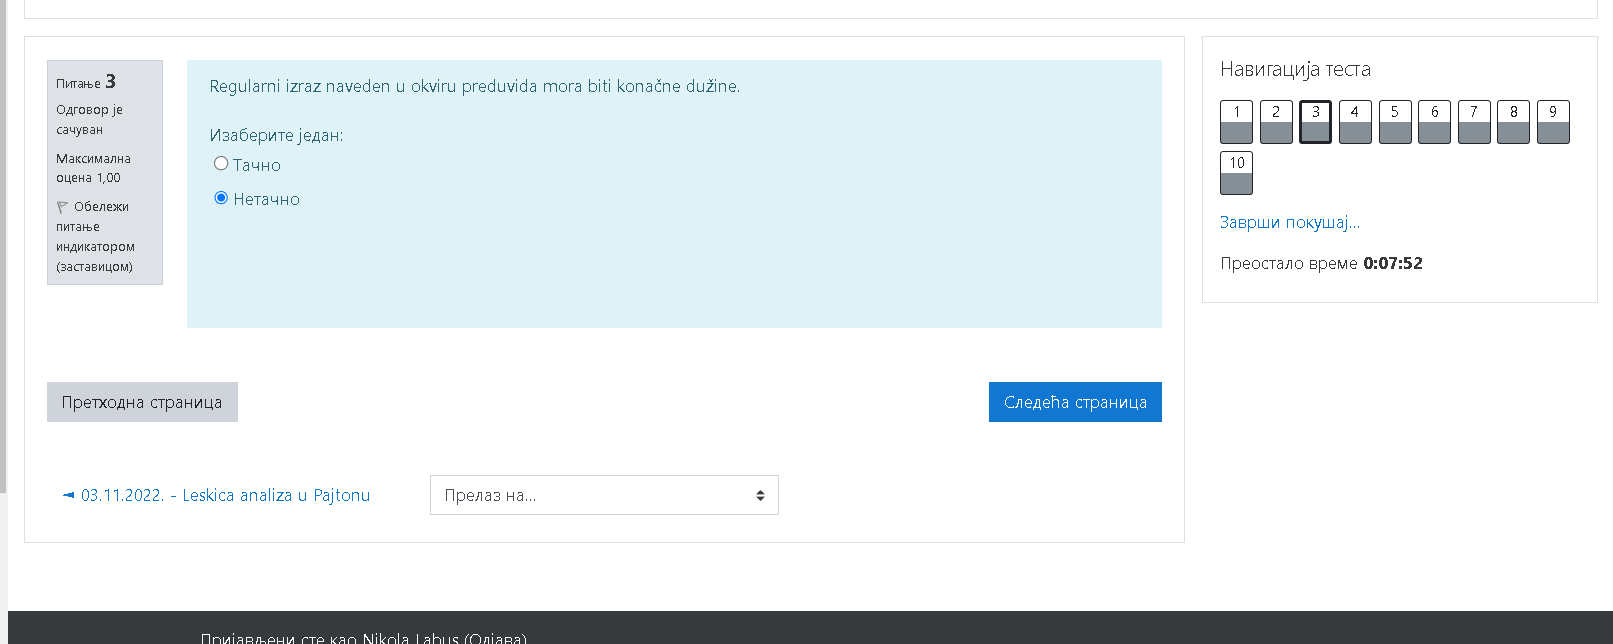 Питање 3
Одговор је
сачуван
Максимална
оцена 1,00
Обележи
питање
индикатором
(заставицом)
Regularni izraz naveden u okviru preduvida mora biti konačne dužine.
Изаберите један:
Тачно
Нетачно
Претходна страница
Следећа страница
◄ 03.11.2022. - Leskica analiza u Pajtonu
Прелаз на...
Навигација теста
1 2 3 4 5 6 7 8 9
10
Заврши покушај...
Преостало време 0:07:52
Пријављени сте као Nikola Labus (Одјава)